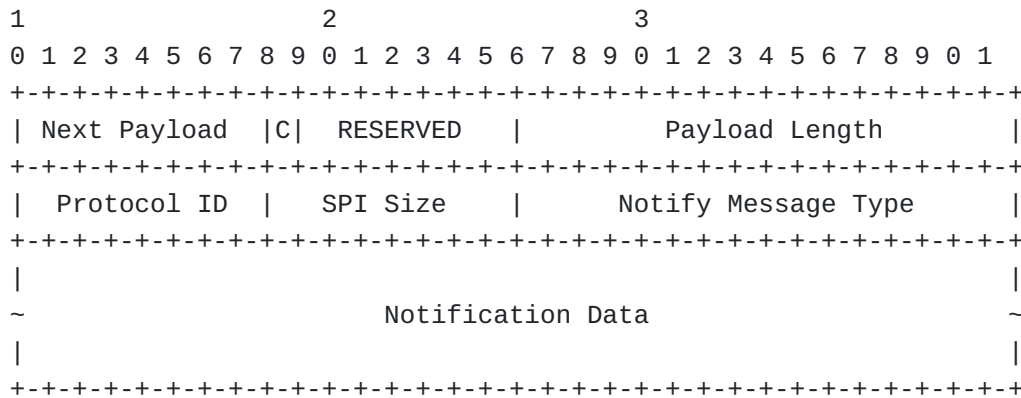 1                   2                   3
0 1 2 3 4 5 6 7 8 9 0 1 2 3 4 5 6 7 8 9 0 1 2 3 4 5 6 7 8 9 0 1
+-+-+-+-+-+-+-+-+-+-+-+-+-+-+-+-+-+-+-+-+-+-+-+-+-+-+-+-+-+-+-+-+
| Next Payload  |C|  RESERVED   |         Payload Length        |
+-+-+-+-+-+-+-+-+-+-+-+-+-+-+-+-+-+-+-+-+-+-+-+-+-+-+-+-+-+-+-+-+
|  Protocol ID  |   SPI Size    |      Notify Message Type      |
+-+-+-+-+-+-+-+-+-+-+-+-+-+-+-+-+-+-+-+-+-+-+-+-+-+-+-+-+-+-+-+-+
|                                                               |
~                       Notification Data                       ~
|                                                               |
+-+-+-+-+-+-+-+-+-+-+-+-+-+-+-+-+-+-+-+-+-+-+-+-+-+-+-+-+-+-+-+-+